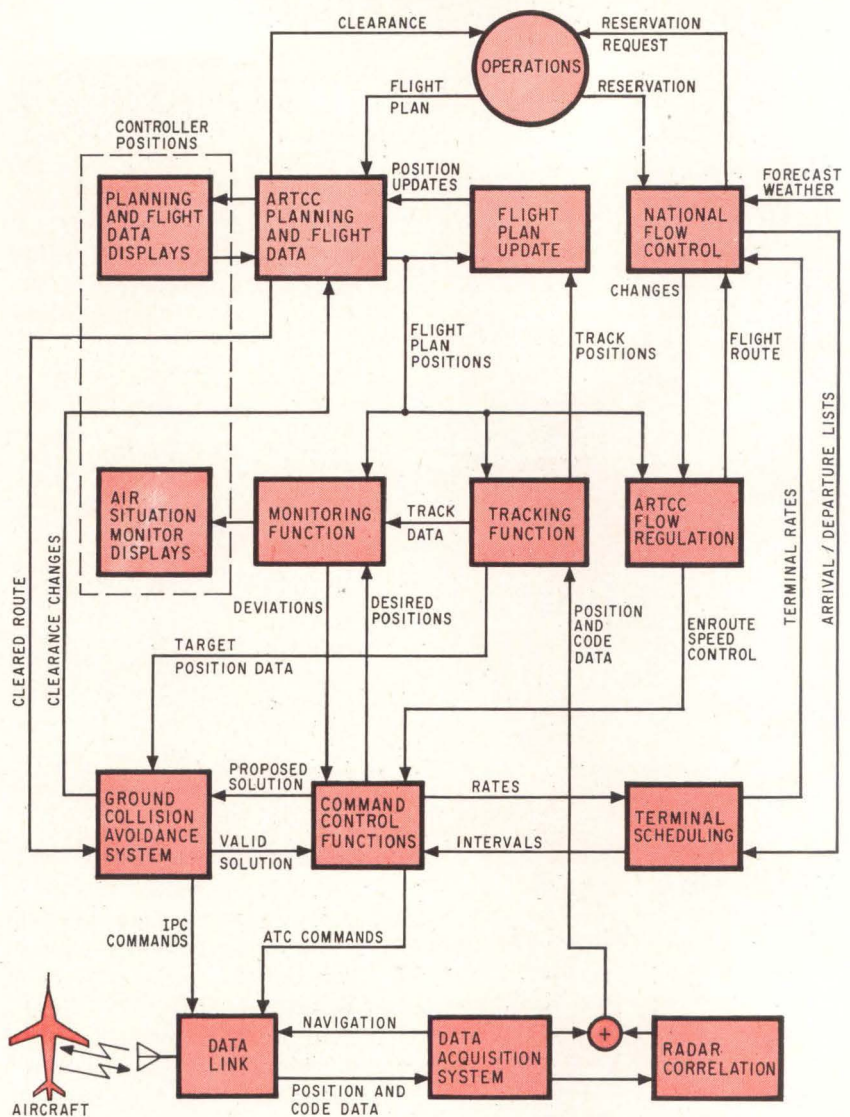 CLEARANCE
RESERVATION
REQUEST
OPERATIONS
FLIGHT
PLAN
RESERVATION
CONTROLLER
POSITIONS
PLANNING
AND FLIGHT
DATA
DISPLAYS
ARTCC
PLANNING
AND FLIGHT
DATA
POSITION
UPDATES
FLIGHT
PLAN
UPDATE
NATIONAL
FLOW
CONTROL
FORECAST
WEATHER
CHANGES
FLIGHT
PLAN
POSITIONS
TRACK
POSITIONS
FLIGHT
ROUTE
AIR
SITUATION
MONITOR
DISPLAYS
MONITORING
FUNCTION
TRACK
DATA
TRACKING
FUNCTION
ARTCC
FLOW
REGULATION
TERMINAL RATES
ARRIVAL / DEPARTURE LISTS
CLEARED ROUTE
CLEARANCE CHANGES
DEVIATIONS
DESIRED
POSITIONS
POSITION
AND
CODE
DATA
ENROUTE
SPEED
CONTROL
TARGET
POSITION DATA
GROUND
COLLISION
AVOIDANCE
SYSTEM
PROPOSED
SOLUTION
VALID
SOLUTION
COMMAND
CONTROL
FUNCTIONS
RATES
INTERVALS
TERMINAL
SCHEDULING
IPC
COMMANDS
ATC COMMANDS
AIRCRAFT
DATA
LINK
NAVIGATION
POSITION AND
CODE DATA
DATA
ACQUISITION
SYSTEM
+
RADAR
CORRELATION